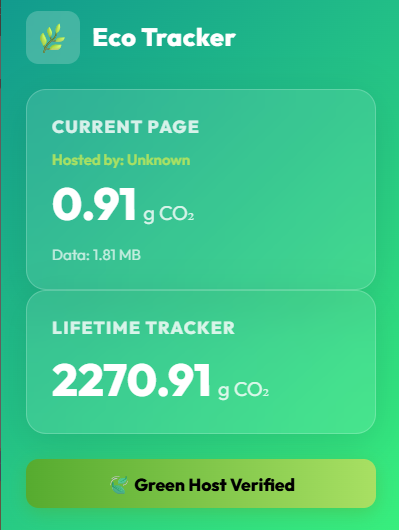 Eco Tracker
CURRENT PAGE
Hosted by: Unknown
0.91 g CO₂
Data: 1.81 MB
LIFETIME TRACKER
2270.91 g CO₂
Green Host Verified